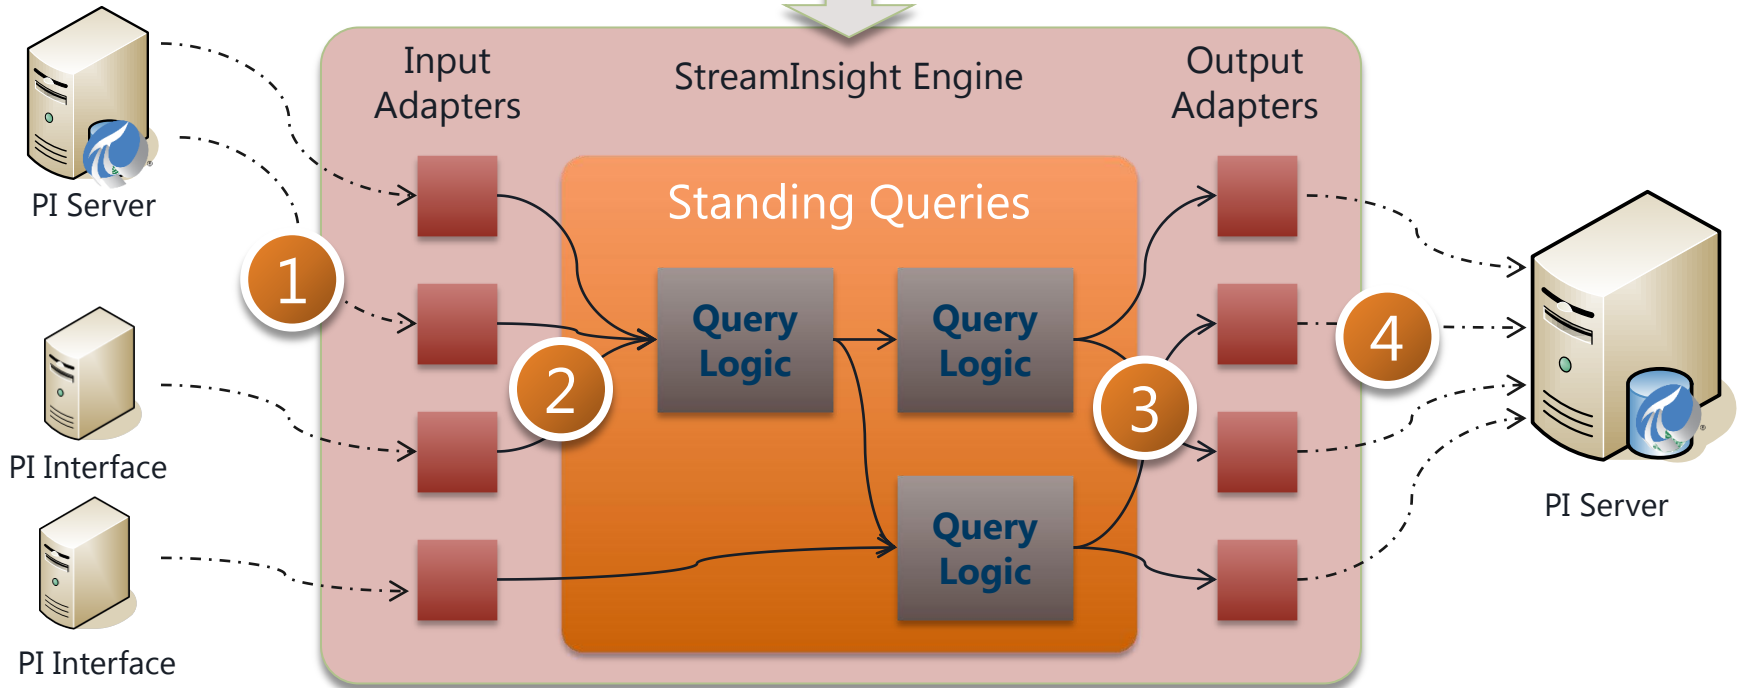 Input
Adapters
StreamInsight Engine
Output
Adapters
PI Server
Standing Queries
1
Query
Logic
Query
Logic
2
3
4
PI Interface
Query
Logic
PI Server
PI Interface